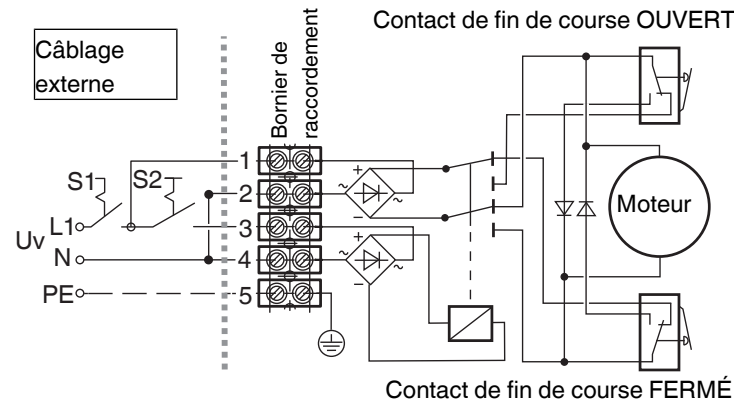 Contact de fin de course OUVERT
Câblage
externe
Bornier de
raccordement
S1
S2
1
2
3
4
5
L1
Uv
N
PE
Moteur
+
~
~
–
+
~
~
–
Contact de fin de course FERMÉ